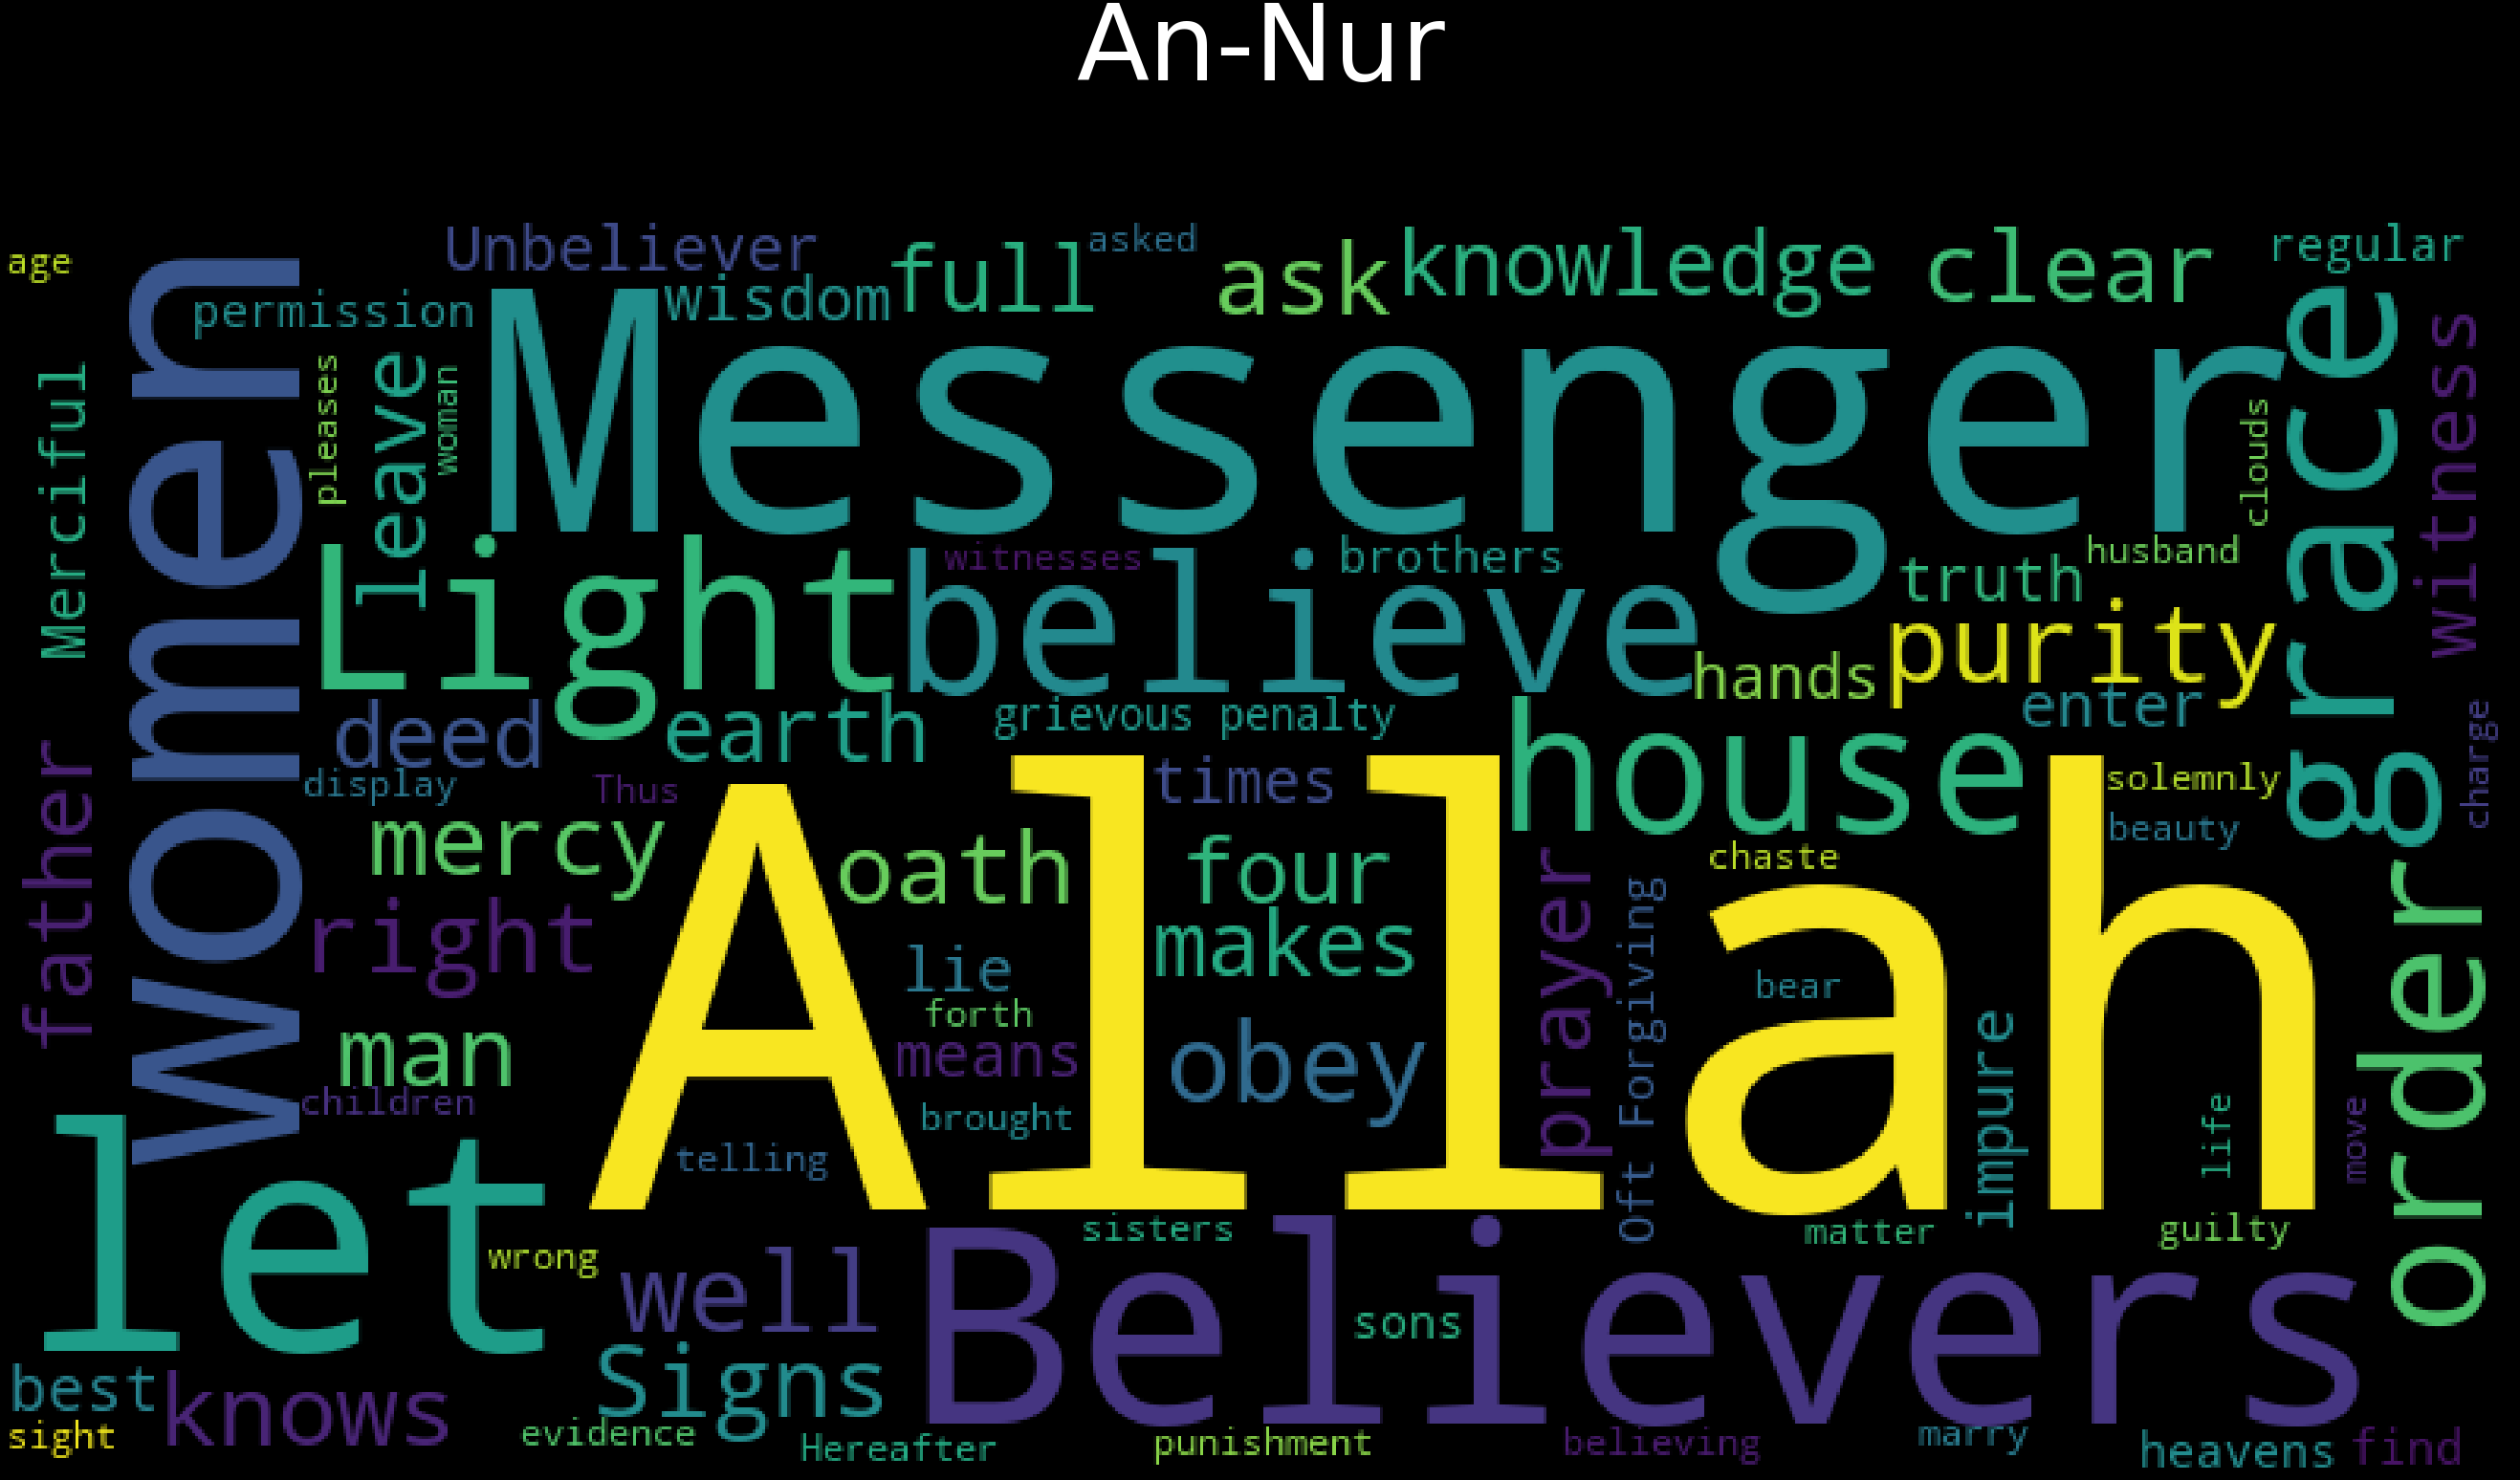 An-Nur
age
Unbeliever
full
asked
ask
knowledge
clear
regular
permission
wisdom
women
Messenger
grace
witness
Merciful
pleases
leave
woman
clouds
Light
witnesses
believe
brothers
truth
husband
purity
hands
enter
deed
earth
grievous penalty
house
father
display
Thus
Allah
times
solemnly
charge
beauty
mercy
oath
four
chaste
order
right
makes
prayer
Oft Forgiving
lie
bear
forth
man
means
obey
impure
children
brought
life
move
let
telling
sisters
matter
guilty
wrong
well
Believers
sons
Signs
best
knows
sight
evidence
Hereafter
punishment
believing
marry
heavens
find